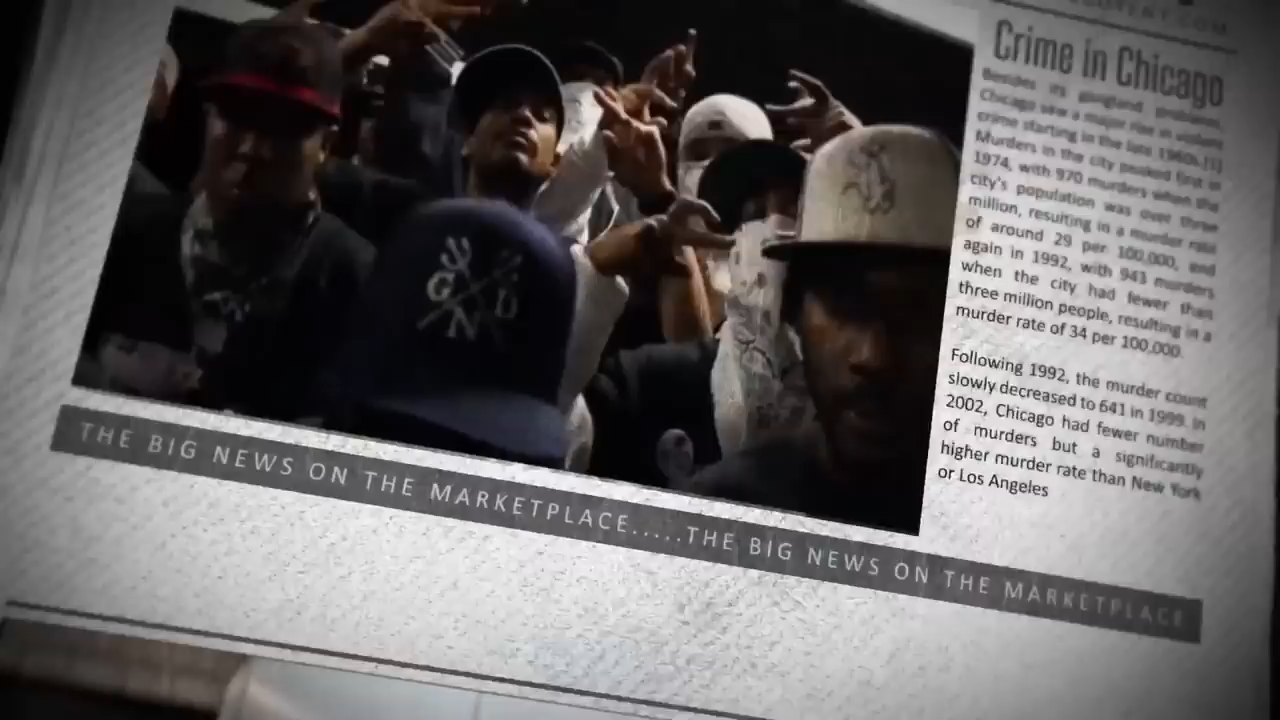 Crime in Chicago
Besides its gangland problems,
Chicago saw a major rise in violent
crime starting in the late 1960s.[1]
Murders in the city peaked first in
1974, with 970 murders when the
city's population was over three
million, resulting in a murder rate
of around 29 per 100,000, and
again in 1992, with 943 murders
when the city had fewer than
three million people, resulting in a
murder rate of 34 per 100,000.
Following 1992, the murder count
slowly decreased to 641 in 1999. In
2002, Chicago had fewer number
of murders but a significantly
higher murder rate than New York
or Los Angeles
G D
N
THE BIG NEWS ON THE MARKETPLACE.....THE BIG NEWS ON THE MARKETPLACE